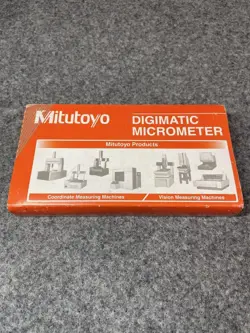 Mitutoyo
DIGIMATIC
MICROMETER
Mitutoyo Products
Coordinate Measuring Machines / Vision Measuring Machines